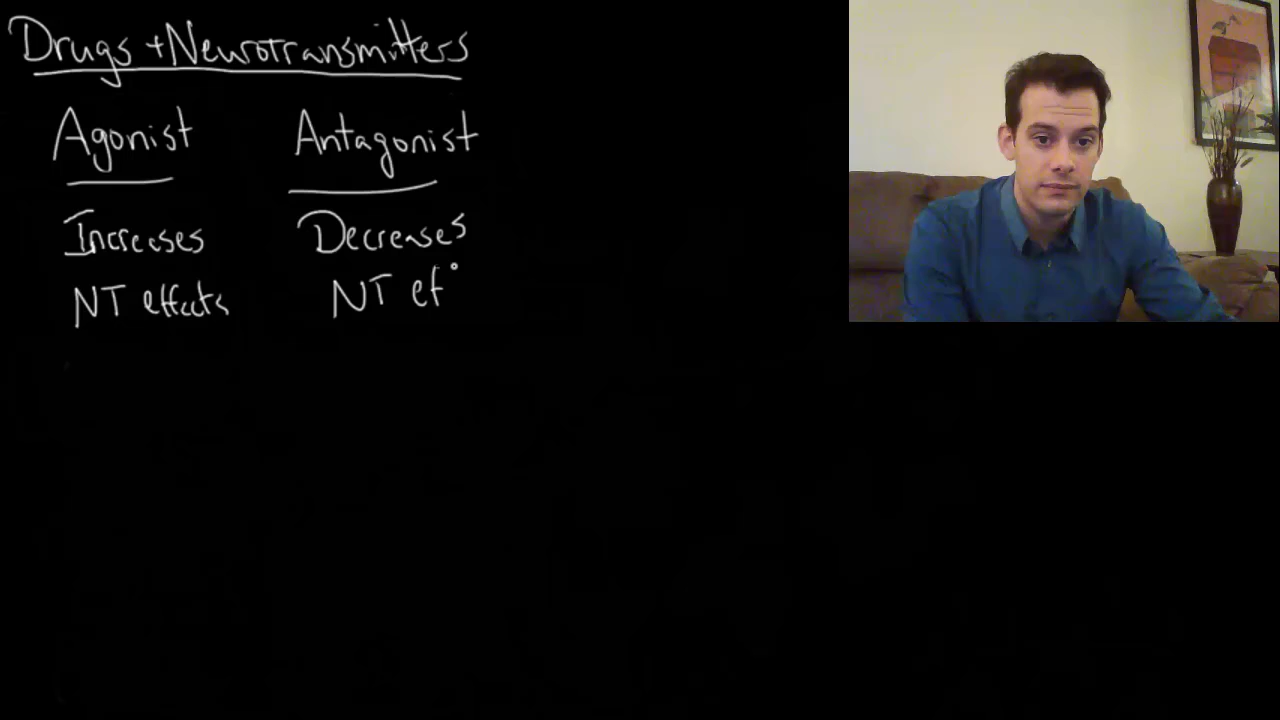 Drugs + Neurotransmitters
Agonist Antagonist
Increases Decreases
NT effects NT ef